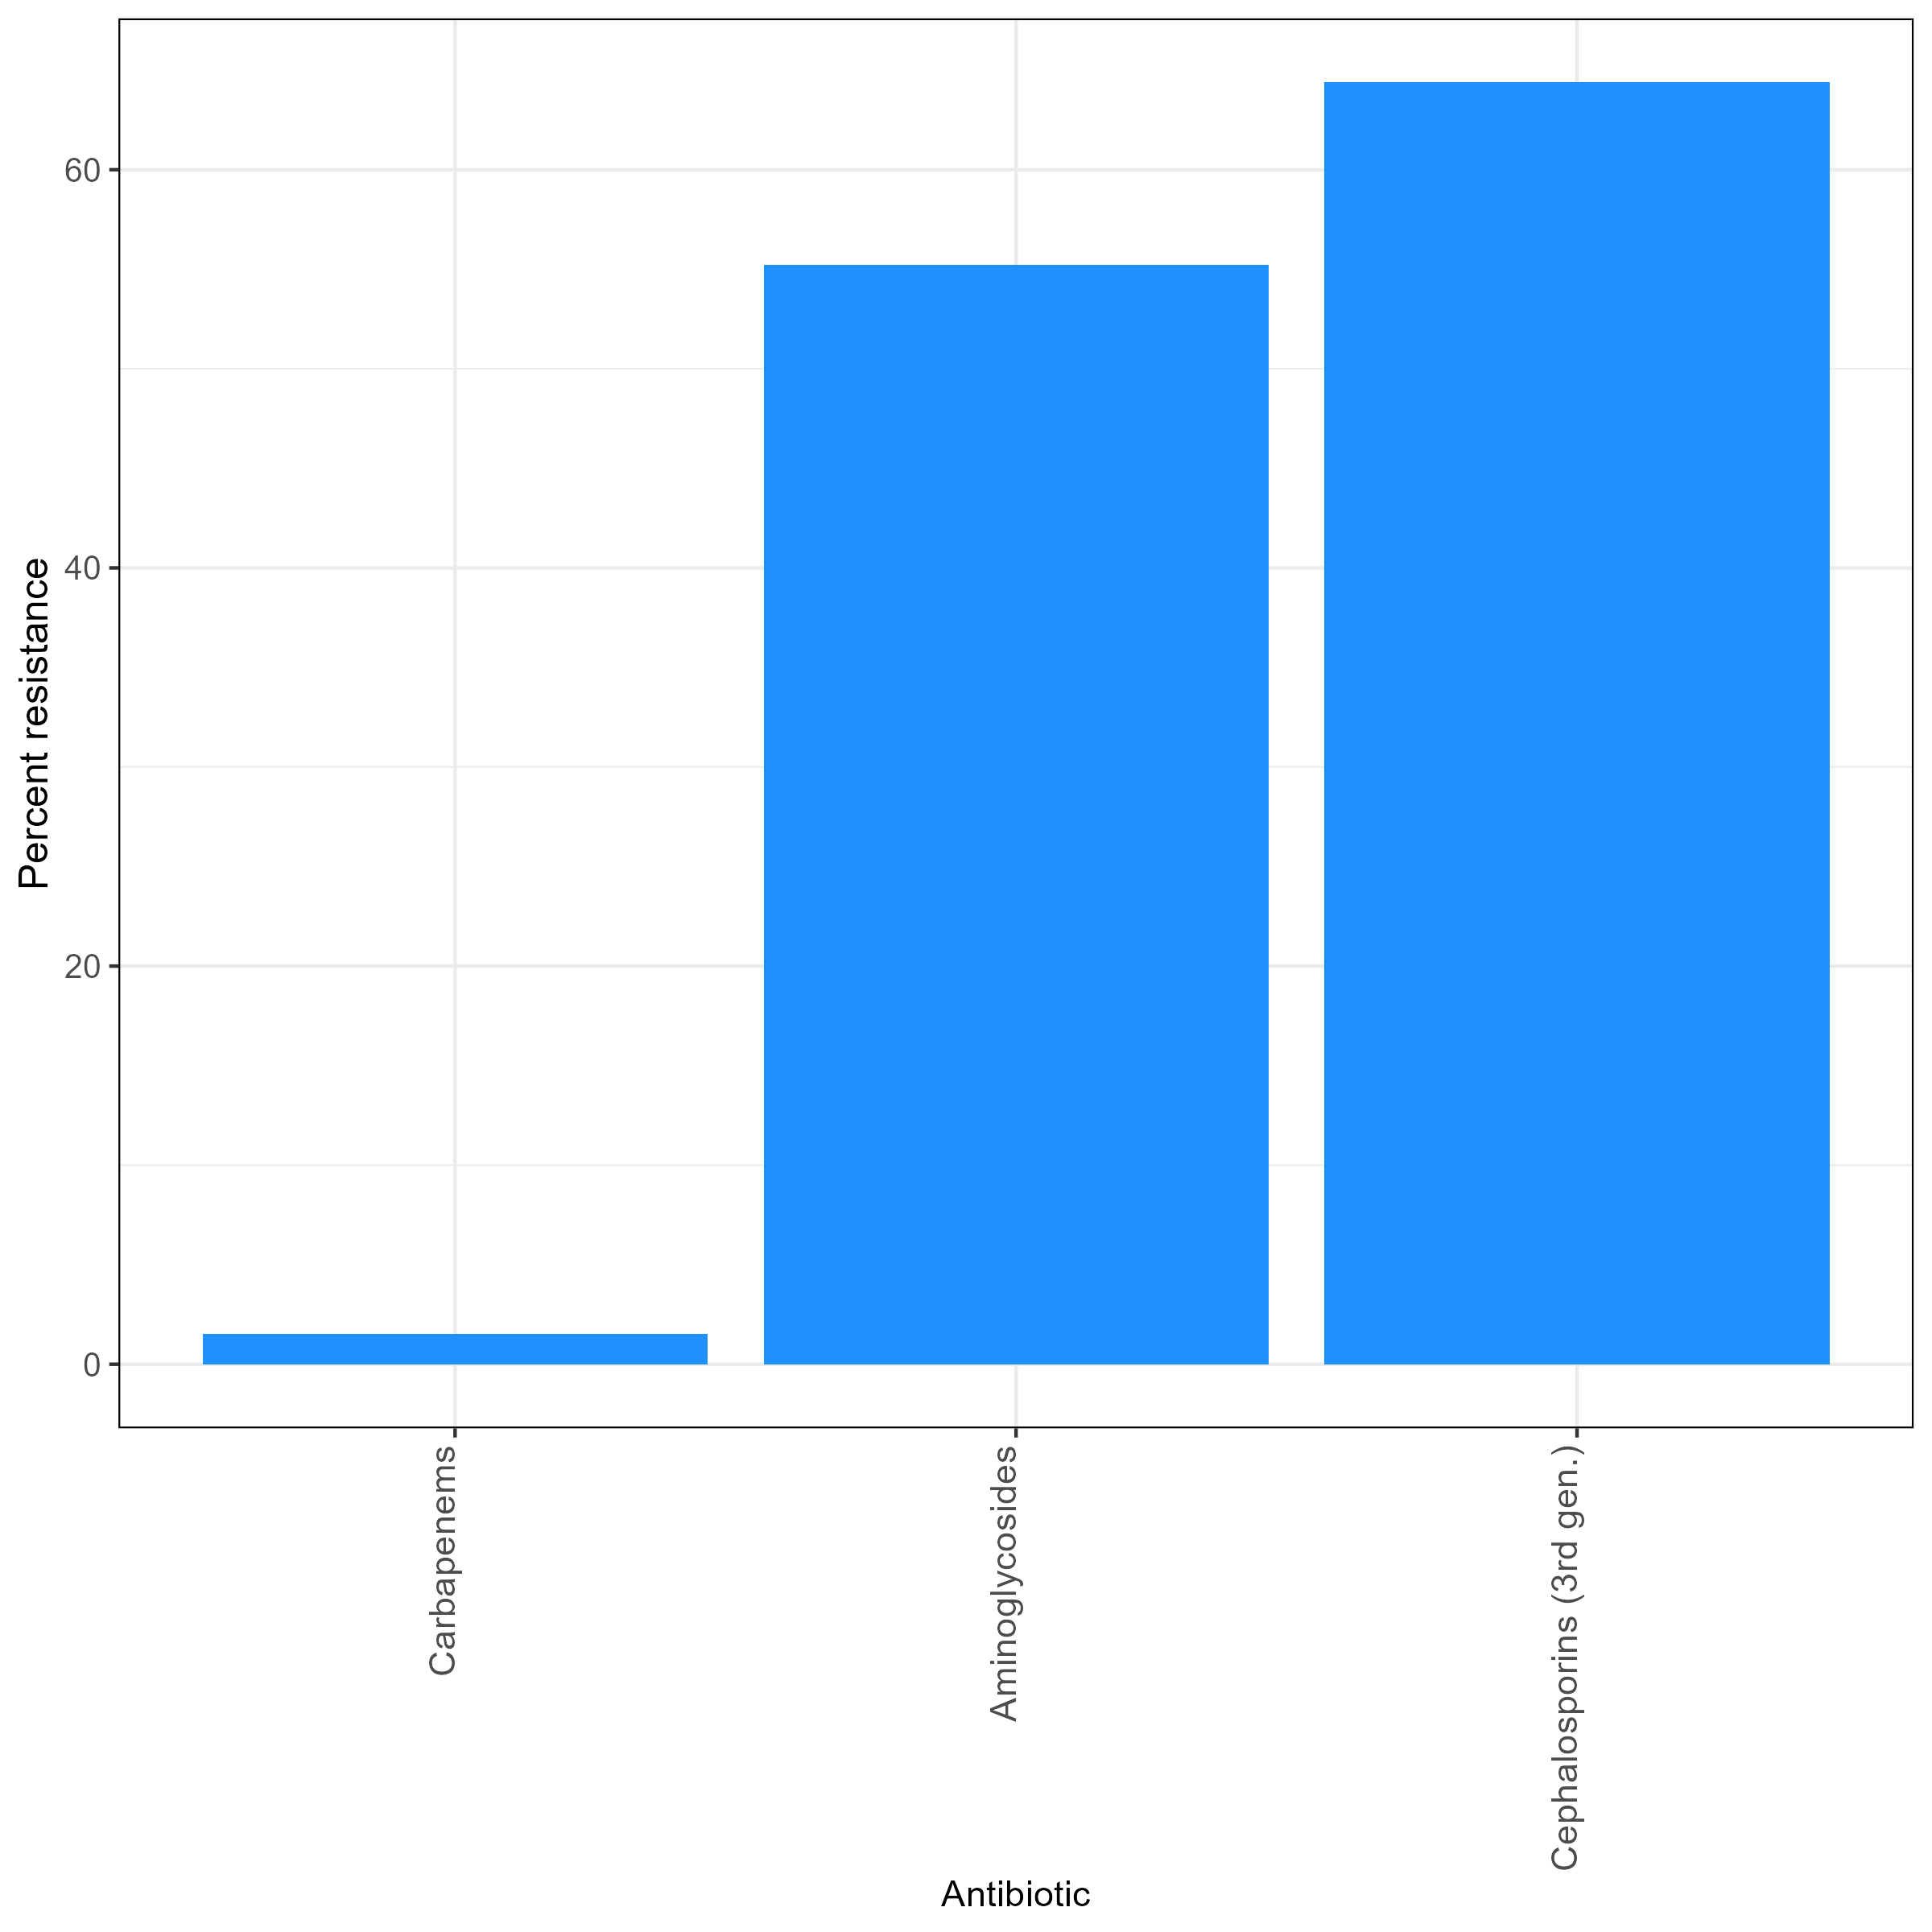 Percent resistance
60
40
20
0
Carbapenems
Aminoglycosides
Cephalosporins (3rd gen.)
Antibiotic